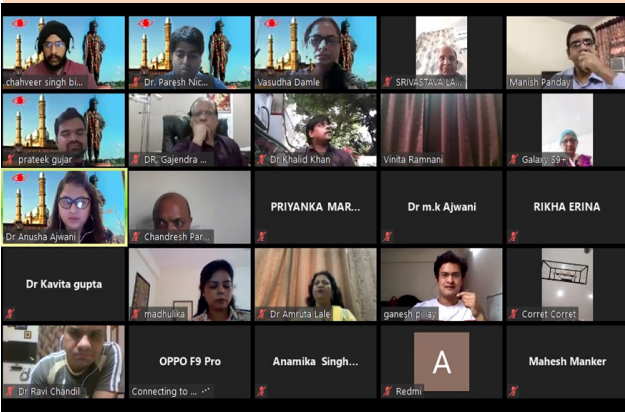 chahveer singh bi...
Dr. Paresh Nic...
Vasudha Damle
SRIVASTAVA LA...
Manish Panday
prateek gujar
DR. Gajendra ...
Dr Khalid Khan
Vinita Ramnani
Galaxy S9+
Dr Anusha Ajwani
Chandresh Par...
PRIYANKA MAR...
Dr m.k Ajwani
RIKHA ERINA
Dr Kavita gupta
madhulika
Dr Amruta Lale
ganesh pillay
Corret Corret
Dr Ravi Chandil
OPPO F9 Pro
Connecting to ...
Anamika Singh...
A
Redmi
Mahesh Manker